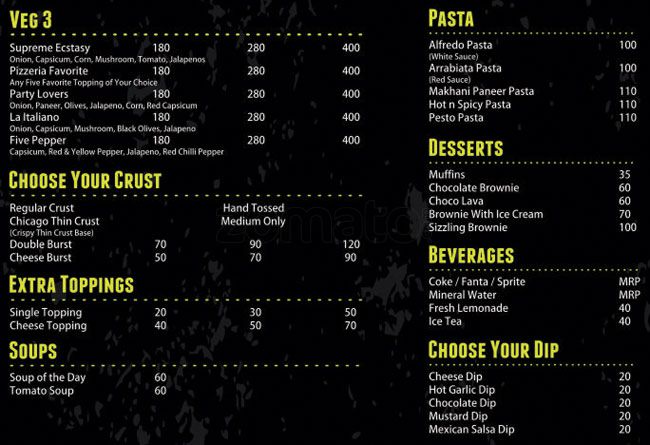 Veg 3
Supreme Ecstasy 180 280 400
Onion, Capsicum, Corn, Mushroom, Tomato, Jalapenos
Pizzeria Favorite 180 280 400
Any Five Favorite Topping of Your Choice
Party Lovers 180 280 400
Onion, Paneer, Olives, Jalapeno, Corn, Red Capsicum
La Italiano 180 280 400
Onion, Capsicum, Mushroom, Black Olives, Jalapeno
Five Pepper 180 280 400
Capsicum, Red & Yellow Pepper, Jalapeno, Red Chilli Pepper
Choose Your Crust
Regular Crust Hand Tossed
Chicago Thin Crust Medium Only
(Crispy Thin Crust Base)
Double Burst 70 90 120
Cheese Burst 50 70 90
Extra Toppings
Single Topping 20 30 50
Cheese Topping 40 50 70
Soups
Soup of the Day 60
Tomato Soup 60
Pasta
Alfredo Pasta 100
(White Sauce)
Arrabiata Pasta 100
(Red Sauce)
Makhani Paneer Pasta 110
Hot n Spicy Pasta 110
Pesto Pasta 110
Desserts
Muffins 35
Chocolate Brownie 60
Choco Lava 60
Brownie With Ice Cream 70
Sizzling Brownie 100
Beverages
Coke / Fanta / Sprite MRP
Mineral Water MRP
Fresh Lemonade 40
Ice Tea 40
Choose Your Dip
Cheese Dip 20
Hot Garlic Dip 20
Chocolate Dip 20
Mustard Dip 20
Mexican Salsa Dip 20
zomato